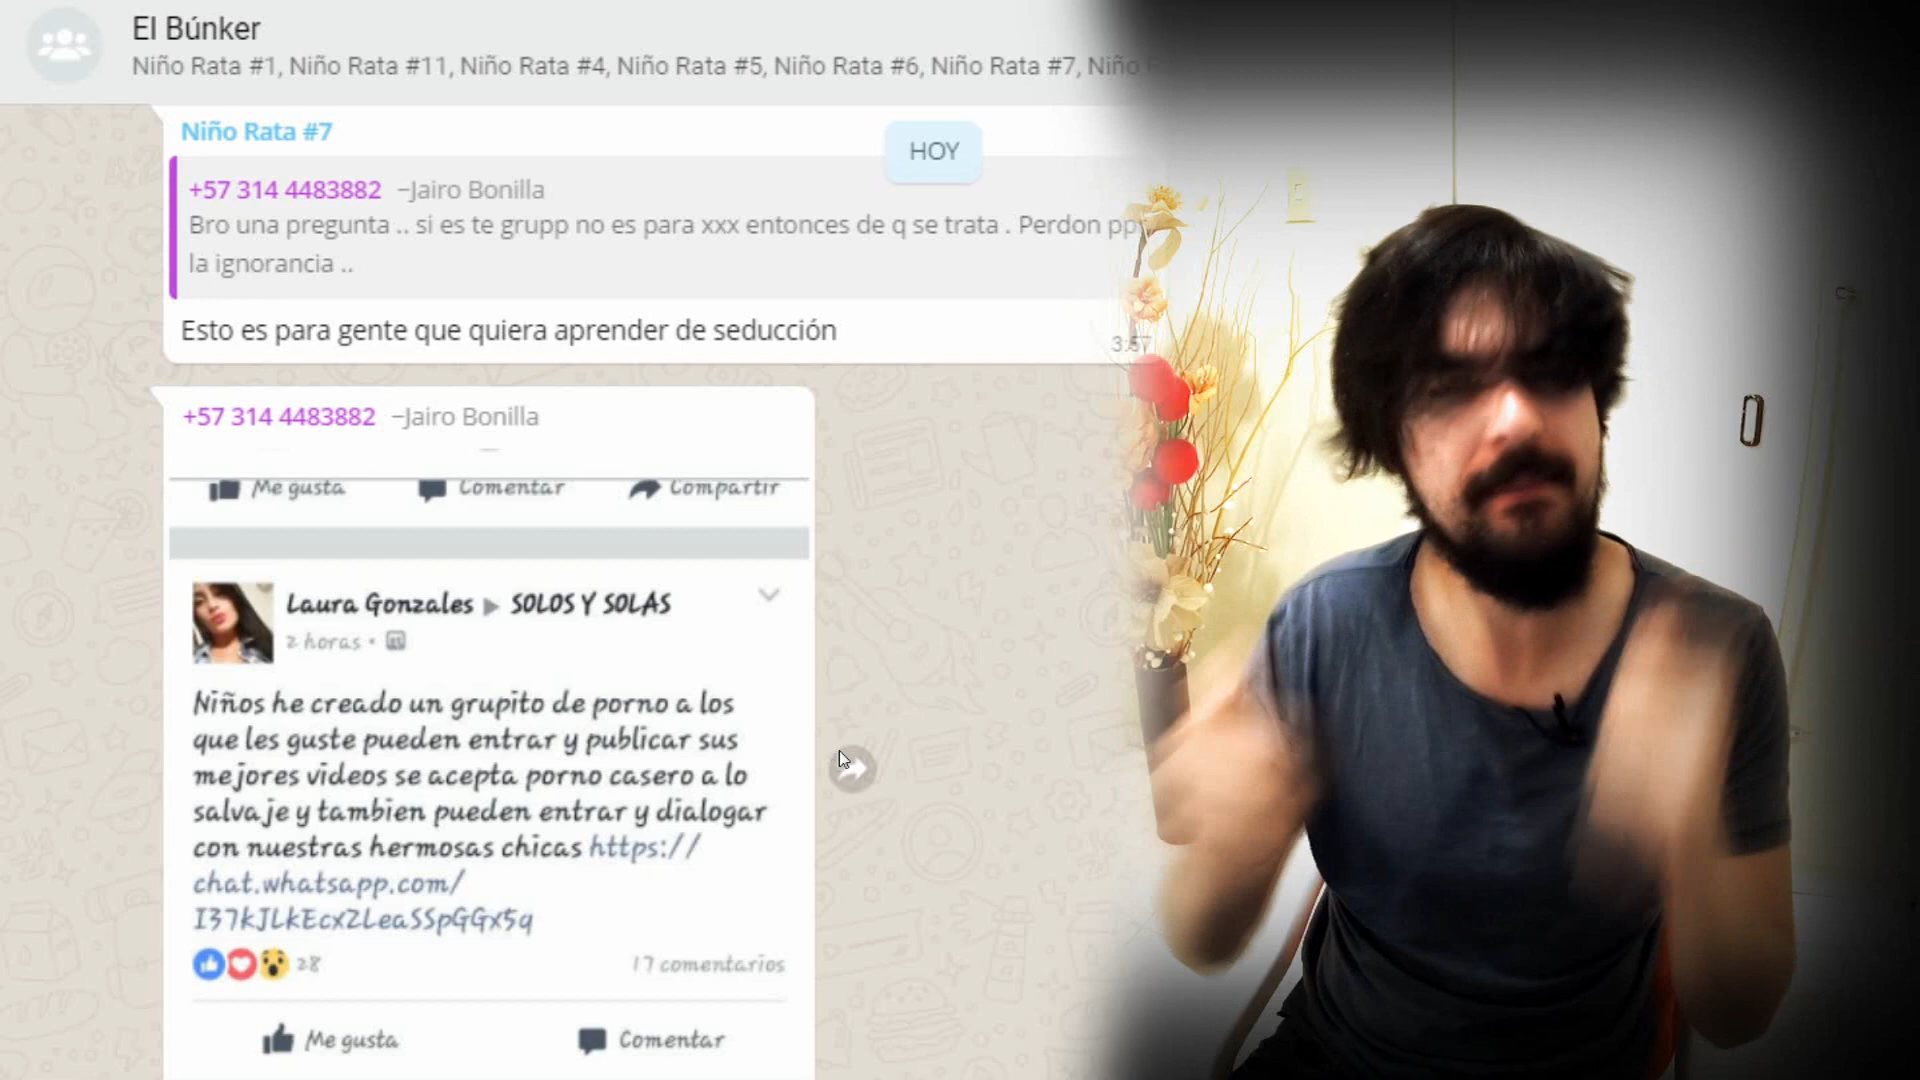 El Búnker
Niño Rata #1, Niño Rata #11, Niño Rata #4, Niño Rata #5, Niño Rata #6, Niño Rata #7, Niño
HOY
Niño Rata #7
+57 314 4483882 ~Jairo Bonilla
Bro una pregunta .. si es te grupp no es para xxx entonces de q se trata . Perdon
la ignorancia ..
Esto es para gente que quiera aprender de seducción
3:57
+57 314 4483882 ~Jairo Bonilla
Me gusta Comentar Compartir
Laura Gonzales ▶ SOLOS Y SOLAS
2 horas •
Niños he creado un grupito de porno a los
que les guste pueden entrar y publicar sus
mejores videos se acepta porno casero a lo
salvaje y tambien pueden entrar y dialogar
con nuestras hermosas chicas https://
chat.whatsapp.com/
I37kJLkEcxZLeaSSpGGx5q
28 17 comentarios
Me gusta Comentar